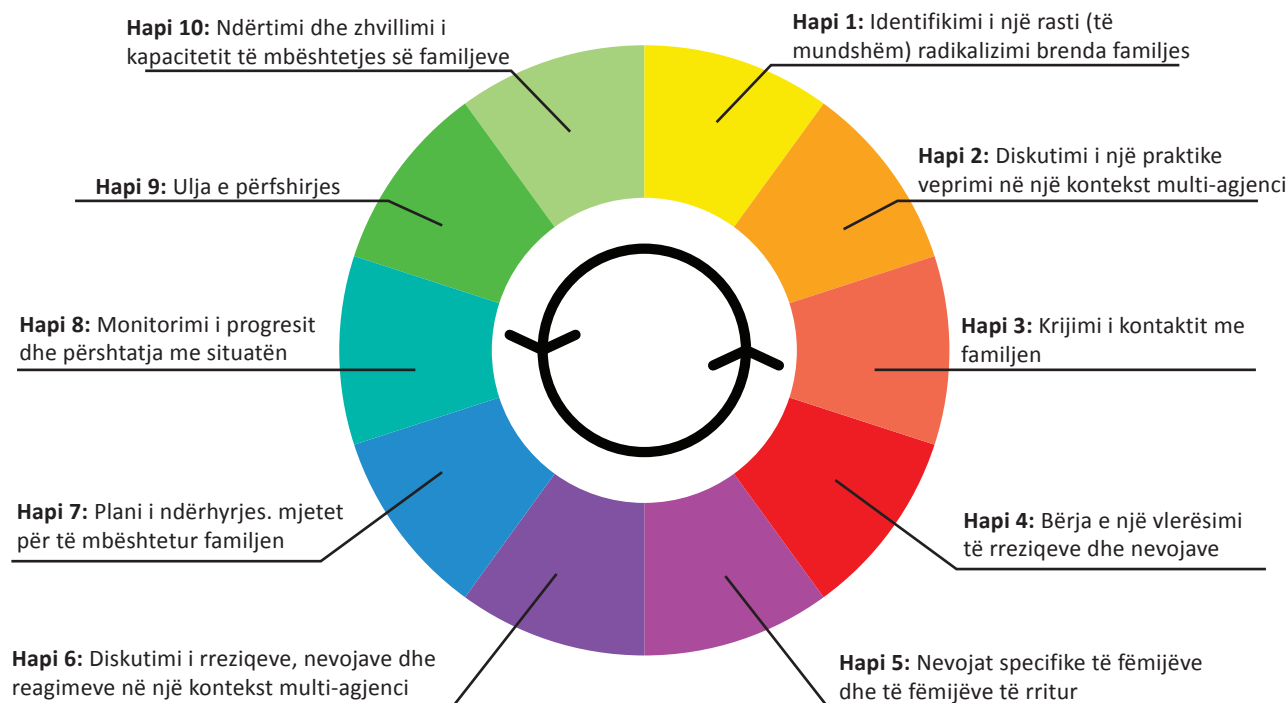 Hapi 1: Identifikimi i një rasti (të
mundshëm) radikalizimi brenda familjes
Hapi 2: Diskutimi i një praktike
veprimi në një kontekst multi-agjenci
Hapi 3: Krijimi i kontaktit me
familjen
Hapi 4: Bërja e një vlerësimi
të rreziqeve dhe nevojave
Hapi 5: Nevojat specifike të fëmijëve
dhe të fëmijëve të rritur
Hapi 6: Diskutimi i rreziqeve, nevojave dhe
reagimeve në një kontekst multi-agjenci
Hapi 7: Plani i ndërhyrjes. mjetet
për të mbështetur familjen
Hapi 8: Monitorimi i progresit
dhe përshtatja me situatën
Hapi 9: Ulja e përfshirjes
Hapi 10: Ndërtimi dhe zhvillimi i
kapacitetit të mbështetjes së familjeve